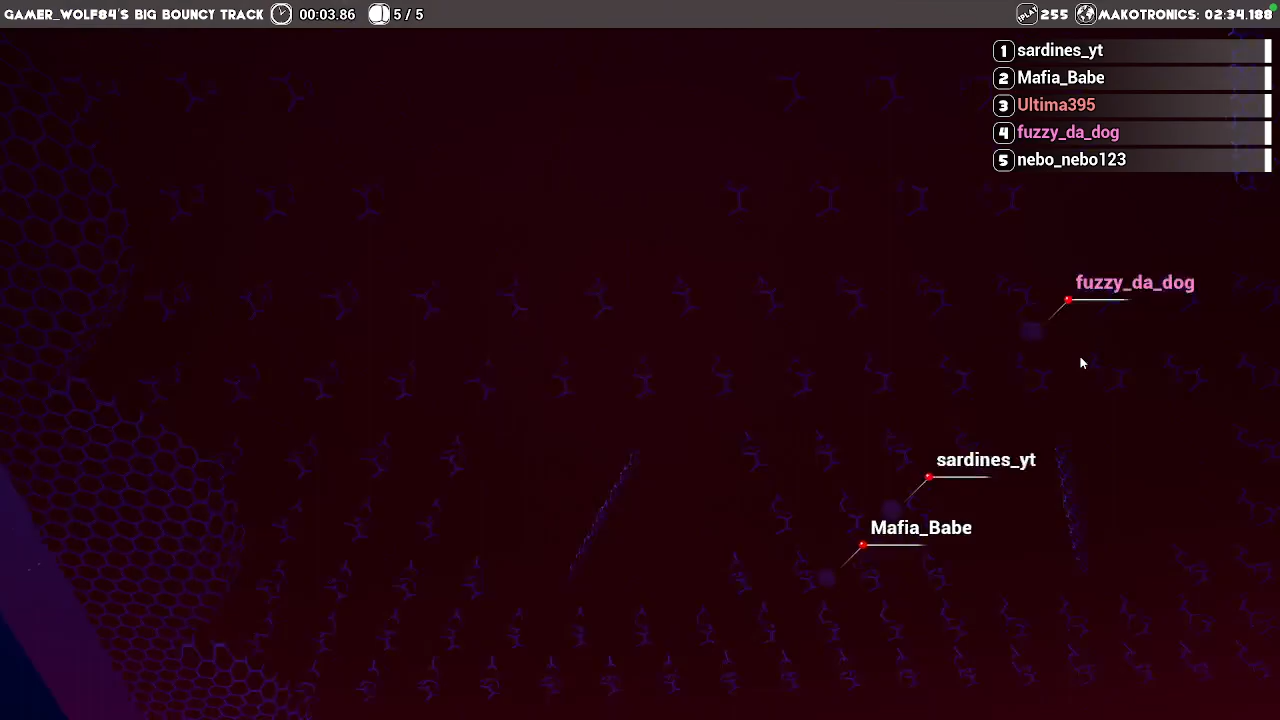 GAMER_WOLF84'S BIG BOUNCY TRACK 00:03.86 5 / 5 PLAY 255 MAKOTRONICS: 02:34.188
1 sardines_yt
2 Mafia_Babe
3 Ultima395
4 fuzzy_da_dog
5 nebo_nebo123
fuzzy_da_dog
sardines_yt
Mafia_Babe